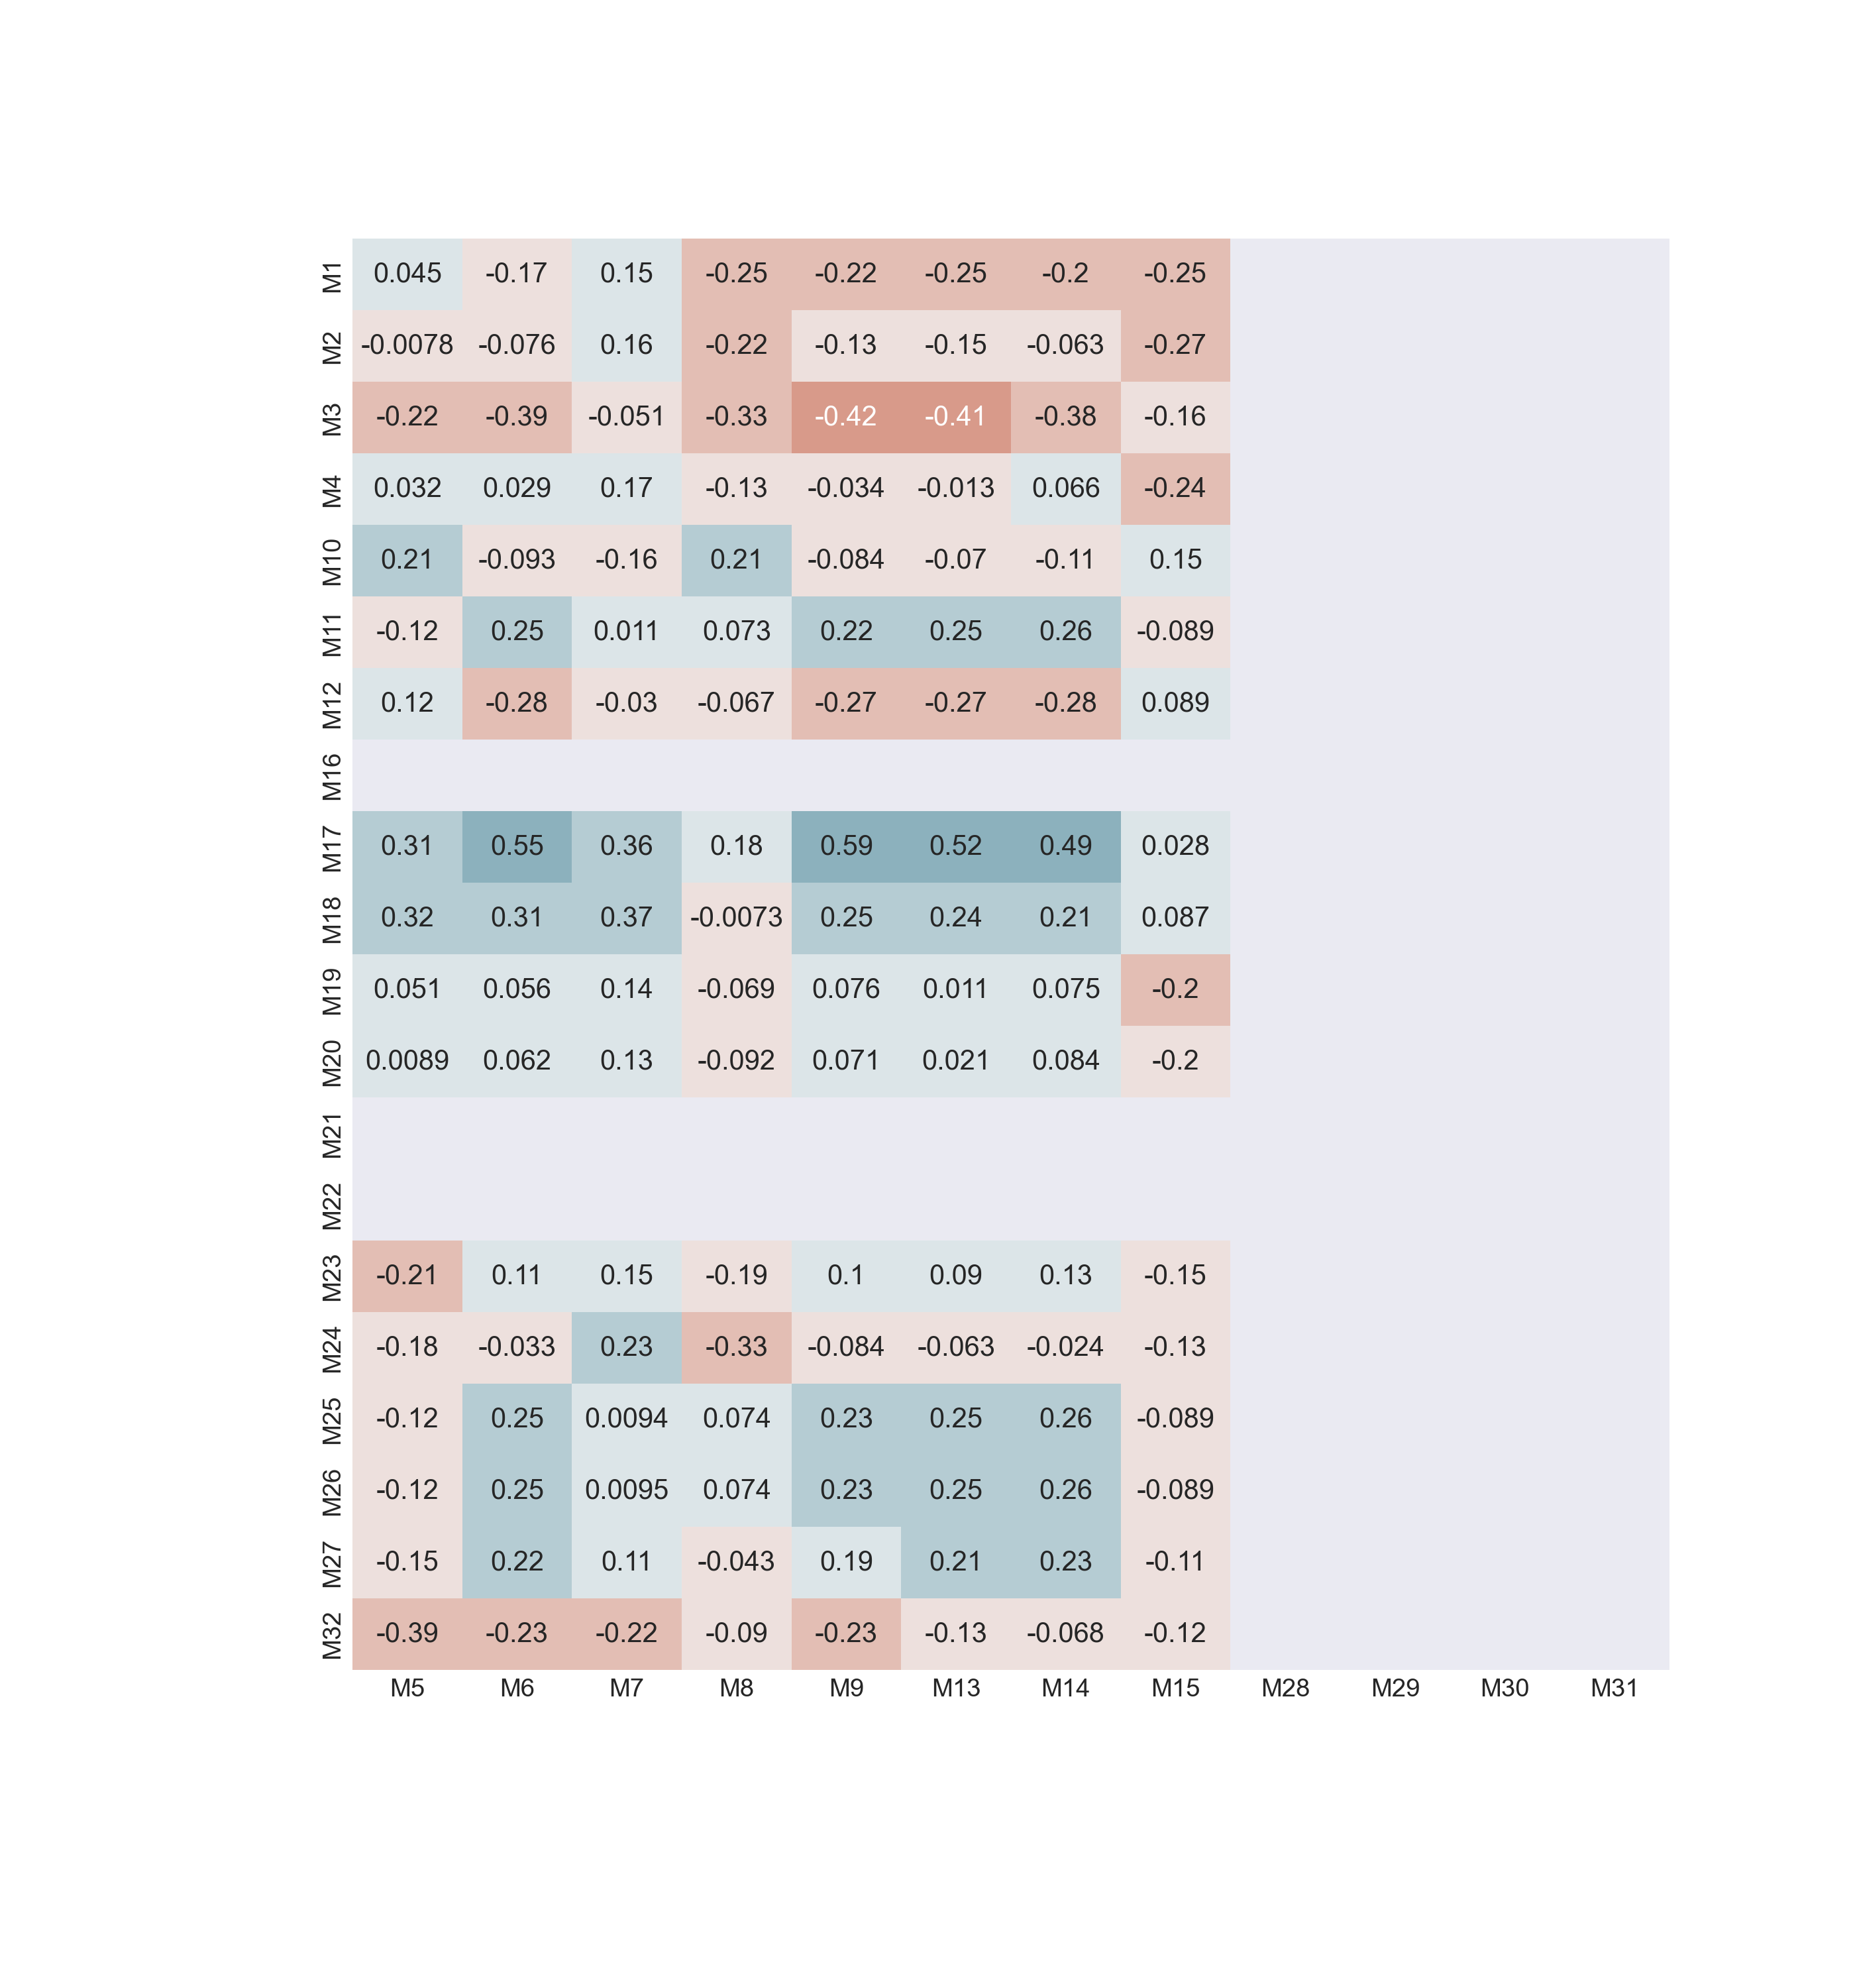 M1 0.045 -0.17 0.15 -0.25 -0.22 -0.25 -0.2 -0.25
M2 -0.0078 -0.076 0.16 -0.22 -0.13 -0.15 -0.063 -0.27
M3 -0.22 -0.39 -0.051 -0.33 -0.42 -0.41 -0.38 -0.16
M4 0.032 0.029 0.17 -0.13 -0.034 -0.013 0.066 -0.24
M10 0.21 -0.093 -0.16 0.21 -0.084 -0.07 -0.11 0.15
M11 -0.12 0.25 0.011 0.073 0.22 0.25 0.26 -0.089
M12 0.12 -0.28 -0.03 -0.067 -0.27 -0.27 -0.28 0.089
M16
M17 0.31 0.55 0.36 0.18 0.59 0.52 0.49 0.028
M18 0.32 0.31 0.37 -0.0073 0.25 0.24 0.21 0.087
M19 0.051 0.056 0.14 -0.069 0.076 0.011 0.075 -0.2
M20 0.0089 0.062 0.13 -0.092 0.071 0.021 0.084 -0.2
M21
M22
M23 -0.21 0.11 0.15 -0.19 0.1 0.09 0.13 -0.15
M24 -0.18 -0.033 0.23 -0.33 -0.084 -0.063 -0.024 -0.13
M25 -0.12 0.25 0.0094 0.074 0.23 0.25 0.26 -0.089
M26 -0.12 0.25 0.0095 0.074 0.23 0.25 0.26 -0.089
M27 -0.15 0.22 0.11 -0.043 0.19 0.21 0.23 -0.11
M32 -0.39 -0.23 -0.22 -0.09 -0.23 -0.13 -0.068 -0.12
M5 M6 M7 M8 M9 M13 M14 M15 M28 M29 M30 M31